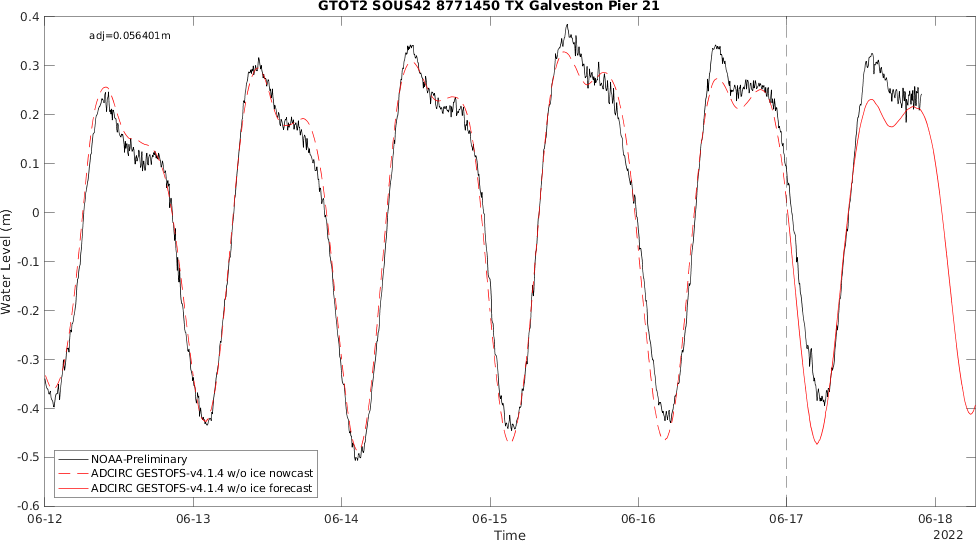 GTOT2 SOUS42 8771450 TX Galveston Pier 21
adj=0.056401m
0.4
0.3
0.2
0.1
0
-0.1
-0.2
-0.3
-0.4
-0.5
-0.6
Water Level (m)
NOAA-Preliminary
ADCIRC GESTOFS-v4.1.4 w/o ice nowcast
ADCIRC GESTOFS-v4.1.4 w/o ice forecast
06-12 06-13 06-14 06-15 06-16 06-17 06-18
Time
2022